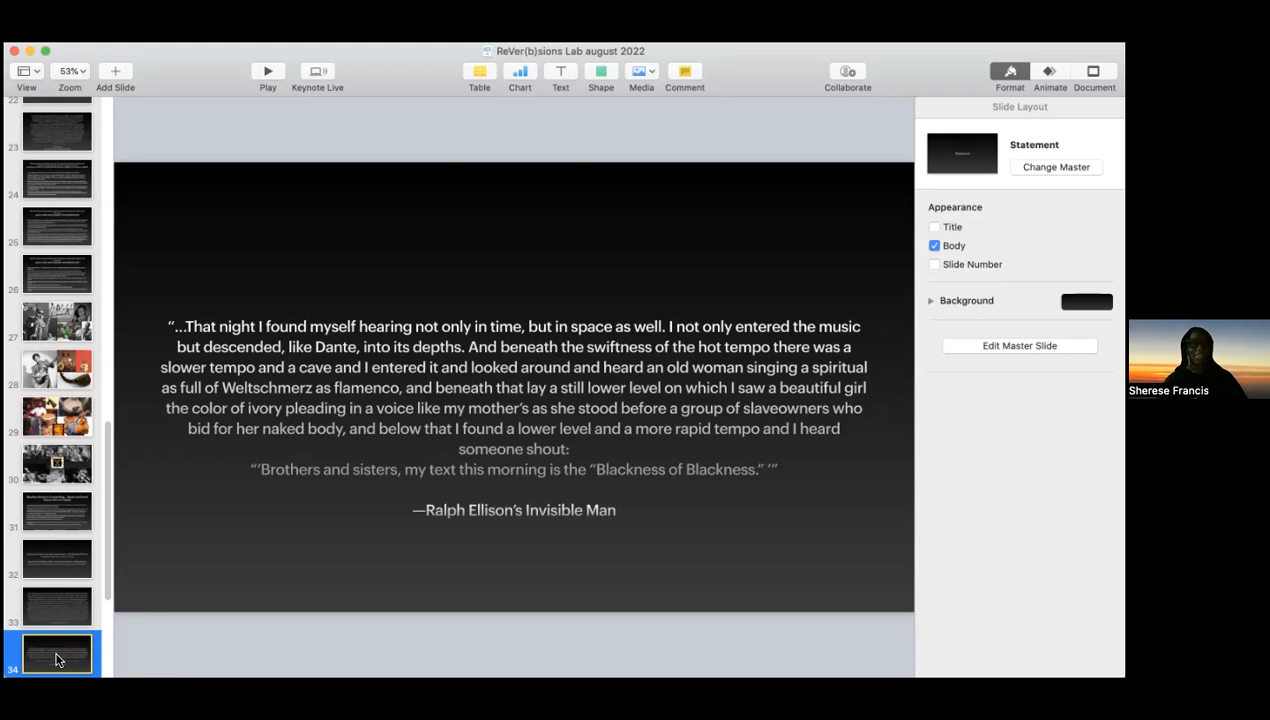 ReVer(b)sions Lab august 2022
53%
View
Zoom
Add Slide
Play
Keynote Live
Table
Chart
Text
Shape
Media
Comment
Collaborate
Format
Animate
Document
22
23
24
25
26
27
28
29
30
31
32
33
34
“...That night I found myself hearing not only in time, but in space as well. I not only entered the music
but descended, like Dante, into its depths. And beneath the swiftness of the hot tempo there was a
slower tempo and a cave and I entered it and looked around and heard an old woman singing a spiritual
as full of Weltschmerz as flamenco, and beneath that lay a still lower level on which I saw a beautiful girl
the color of ivory pleading in a voice like my mother’s as she stood before a group of slaveowners who
bid for her naked body, and below that I found a lower level and a more rapid tempo and I heard
someone shout:
“‘Brothers and sisters, my text this morning is the “Blackness of Blackness.” ’”
—Ralph Ellison’s Invisible Man
Slide Layout
Statement
Change Master
Appearance
Title
Body
Slide Number
Background
Edit Master Slide
Sherese Francis